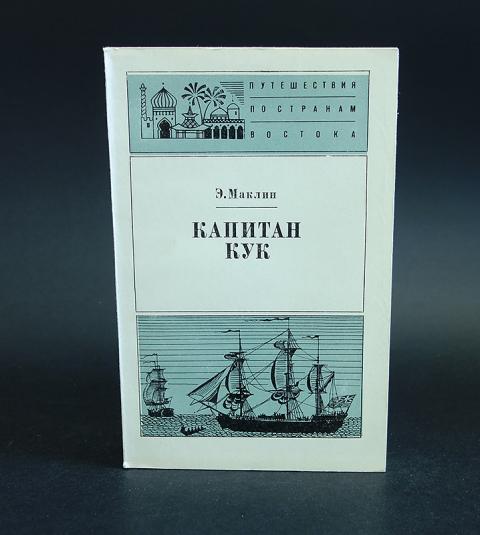 ПУТЕШЕСТВИЯ
ПО СТРАНАМ
ВОСТОКА
Э. Маклин
КАПИТАН
КУК